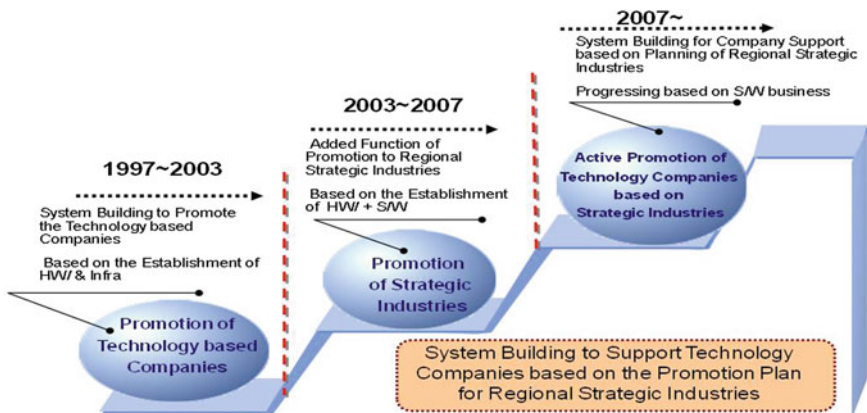 1997~2003
System Building to Promote
the Technology based
Companies
Based on the Establishment of
HW & Infra
Promotion of
Technology based
Companies
2003~2007
Added Function of
Promotion to Regional
Strategic Industries
Based on the Establishment
of HW + S/W
Promotion
of Strategic
Industries
2007~
System Building for Company Support
based on Planning of Regional Strategic
Industries
Progressing based on S/W business
Active Promotion of
Technology Companies
based on
Strategic Industries
System Building to Support Technology
Companies based on the Promotion Plan
for Regional Strategic Industries